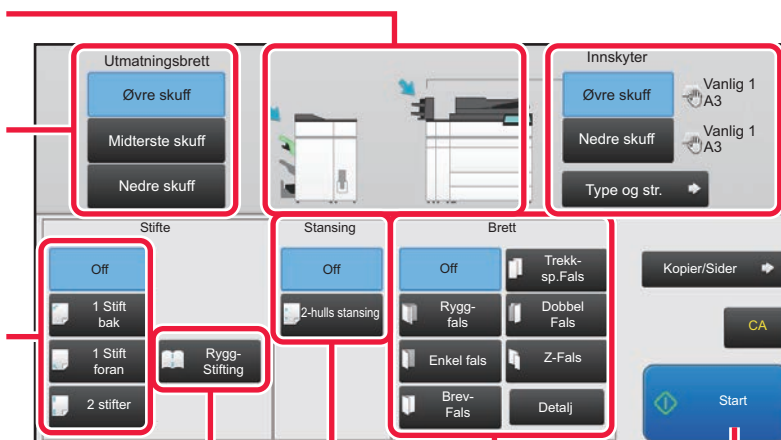 Utmatningsbrett
Øvre skuff
Midterste skuff
Nedre skuff
Innskyter
Øvre skuff
Vanlig 1
A3
Nedre skuff
Vanlig 1
A3
Type og str.
Stifte
Off
1 Stift
bak
1 Stift
foran
2 stifter
Rygg-
Stifting
Stansing
Off
2-hulls stansing
Brett
Off
Trekk-
sp.Fals
Rygg-
fals
Dobbel
Fals
Enkel fals
Z-Fals
Brev-
Fals
Detalj
Kopier/Sider
CA
Start